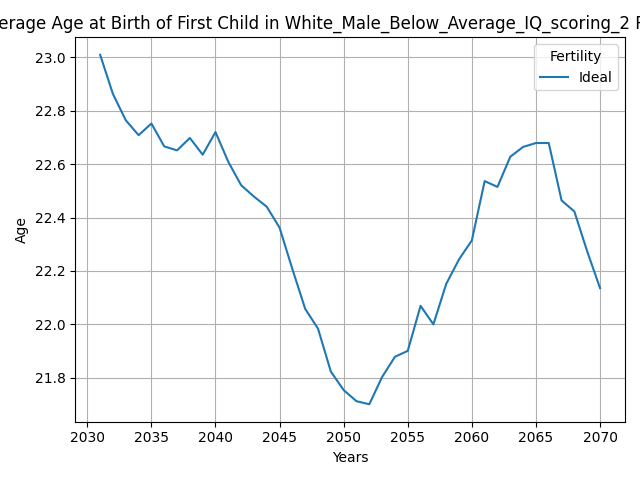 erage Age at Birth of First Child in White_Male_Below_Average_IQ_scoring_2
Fertility
Ideal
Age
23.0
22.8
22.6
22.4
22.2
22.0
21.8
2030 2035 2040 2045 2050 2055 2060 2065 2070
Years